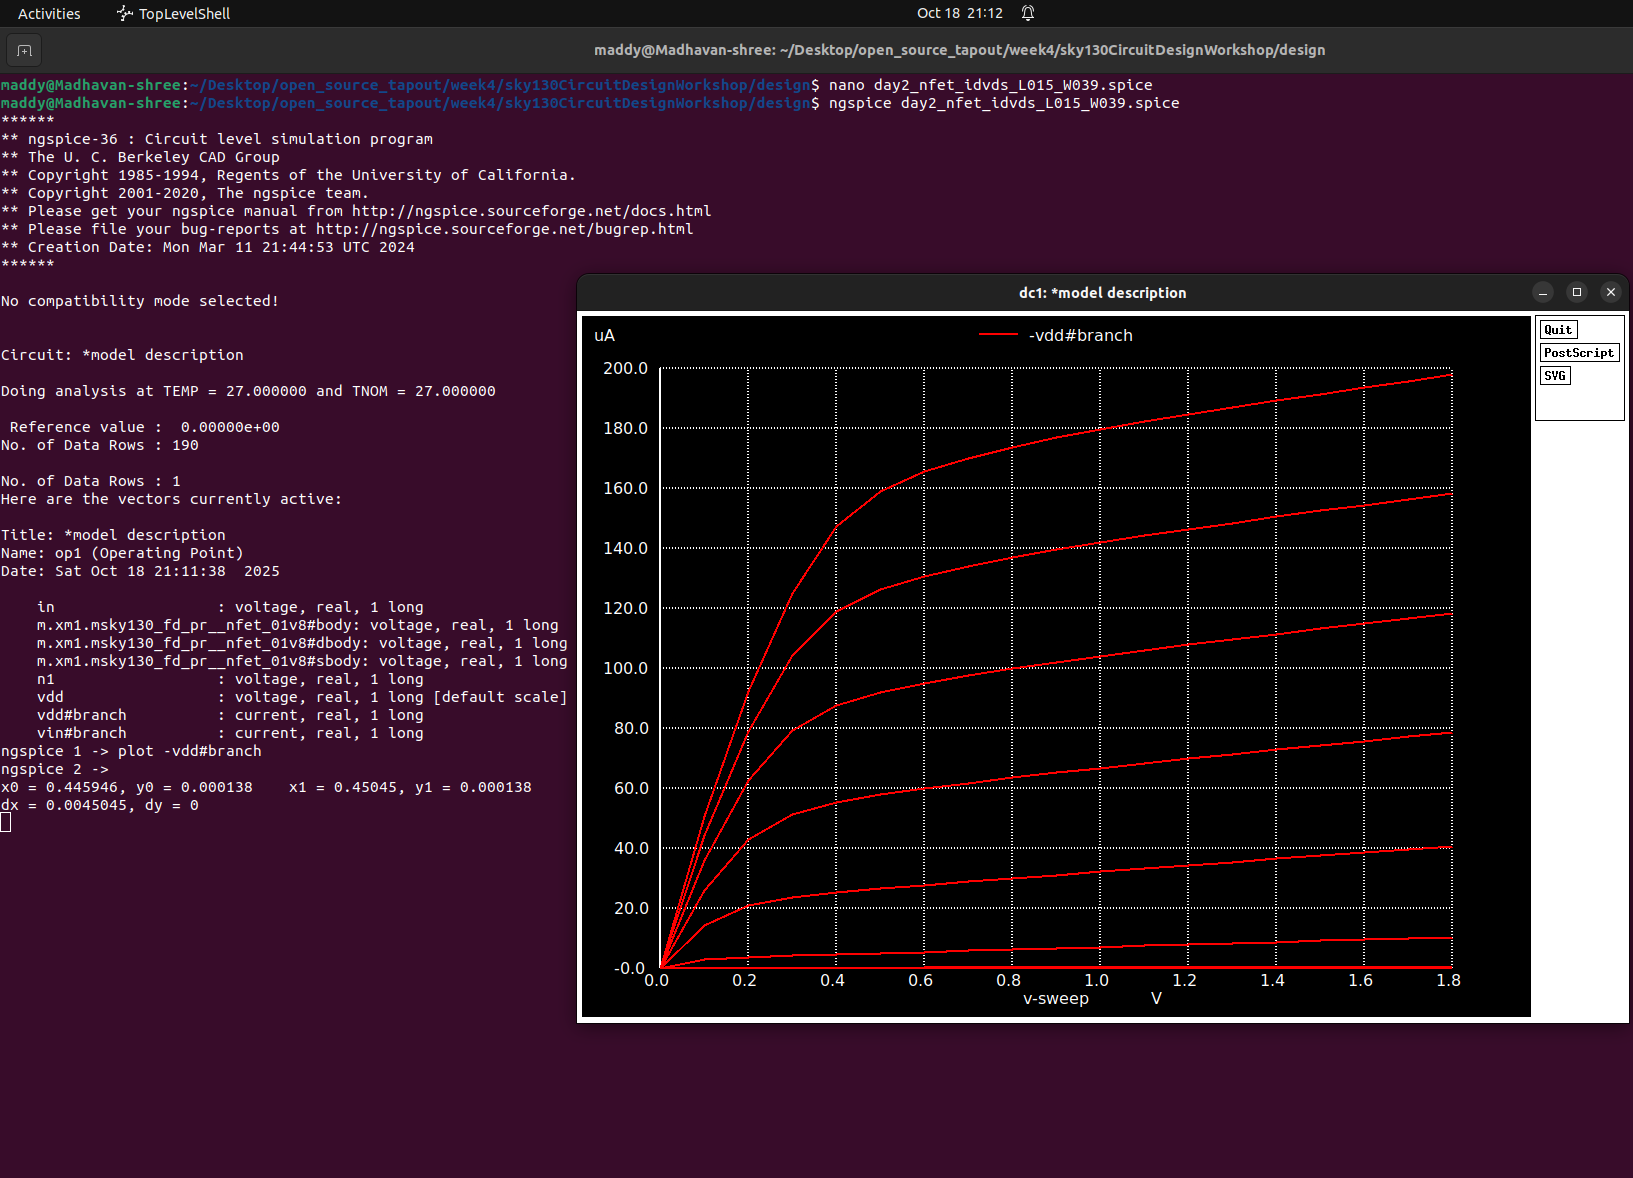 Activities TopLevelShell Oct 18 21:12
maddy@Madhavan-shree: ~/Desktop/open_source_tapout/week4/sky130CircuitDesignWorkshop/design
maddy@Madhavan-shree:~/Desktop/open_source_tapout/week4/sky130CircuitDesignWorkshop/design$ nano day2_nfet_idvds_L015_W039.spice
maddy@Madhavan-shree:~/Desktop/open_source_tapout/week4/sky130CircuitDesignWorkshop/design$ ngspice day2_nfet_idvds_L015_W039.spice
******
** ngspice-36 : Circuit level simulation program
** The U. C. Berkeley CAD Group
** Copyright 1985-1994, Regents of the University of California.
** Copyright 2001-2020, The ngspice team.
** Please get your ngspice manual from http://ngspice.sourceforge.net/docs.html
** Please file your bug-reports at http://ngspice.sourceforge.net/bugrep.html
** Creation Date: Mon Mar 11 21:44:53 UTC 2024
******
No compatibility mode selected!
Circuit: *model description
Doing analysis at TEMP = 27.000000 and TNOM = 27.000000
Reference value :  0.00000e+00
No. of Data Rows : 190
No. of Data Rows : 1
Here are the vectors currently active:
Title: *model description
Name: op1 (Operating Point)
Date: Sat Oct 18 21:11:38  2025
in : voltage, real, 1 long
m.xm1.msky130_fd_pr__nfet_01v8#body: voltage, real, 1 long
m.xm1.msky130_fd_pr__nfet_01v8#dbody: voltage, real, 1 long
m.xm1.msky130_fd_pr__nfet_01v8#sbody: voltage, real, 1 long
n1 : voltage, real, 1 long
vdd : voltage, real, 1 long [default scale]
vdd#branch : current, real, 1 long
vin#branch : current, real, 1 long
ngspice 1 -> plot -vdd#branch
ngspice 2 ->
x0 = 0.445946, y0 = 0.000138    x1 = 0.45045, y1 = 0.000138
dx = 0.0045045, dy = 0
dc1: *model description
uA
-vdd#branch
200.0
180.0
160.0
140.0
120.0
100.0
80.0
60.0
40.0
20.0
-0.0
0.0 0.2 0.4 0.6 0.8 1.0 1.2 1.4 1.6 1.8
v-sweep V
Quit
PostScript
SVG